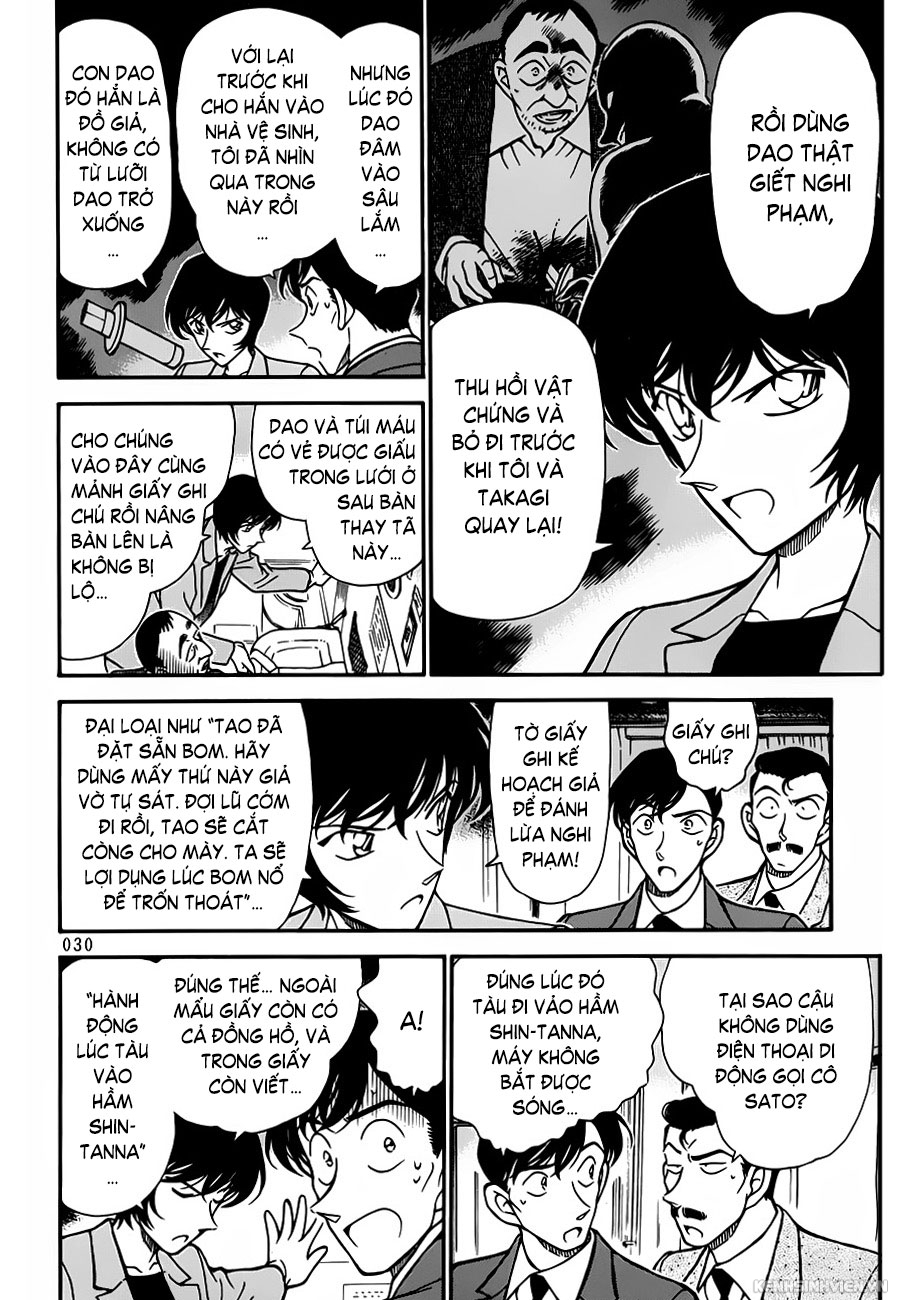 RỒI DÙNG
DAO THẬT
GIẾT NGHI
PHẠM,
THU HỒI VẬT
CHỨNG VÀ
BỎ ĐI TRƯỚC
KHI TÔI VÀ
TAKAGI
QUAY LẠI!
NHƯNG
LÚC ĐÓ
DAO
ĐÂM
VÀO
SÂU
LẮM
VỚI LẠI
TRƯỚC KHI
CHO HẮN VÀO
NHÀ VỆ SINH,
TÔI ĐÃ NHÌN
QUA TRONG
NÀY RỒI
...
CON DAO
ĐÓ HẲN LÀ
ĐỒ GIẢ,
KHÔNG CÓ
TỪ LƯỠI
DAO TRỞ
XUỐNG
...
DAO VÀ TÚI MÁU
CÓ VẺ ĐƯỢC GIẤU
TRONG LƯỚI Ở
SAU BÀN
THAY TÃ
NÀY...
CHO CHÚNG
VÀO ĐÂY CÙNG
MẢNH GIẤY GHI
CHÚ RỒI NÂNG
BÀN LÊN LÀ
KHÔNG BỊ
LỘ...
GIẤY GHI
CHÚ?
TỜ GIẤY
GHI KẾ
HOẠCH GIẢ
ĐỂ ĐÁNH
LỪA NGHI
PHẠM!
ĐẠI LOẠI NHƯ "TAO ĐÃ
ĐẶT SẴN BOM. HÃY
DÙNG MẤY THỨ NÀY GIẢ
VỜ TỰ SÁT. ĐỢI LŨ CỚM
ĐI RỒI, TAO SẼ CẮT
CÒNG CHO MÀY. TA SẼ
LỢI DỤNG LÚC BOM NỔ
ĐỂ TRỐN THOÁT"...
030
TẠI SAO CẬU
KHÔNG DÙNG
ĐIỆN THOẠI DI
ĐỘNG GỌI CÔ
SATO?
ĐÚNG LÚC ĐÓ
TÀU ĐI VÀO HẦM
SHIN-TANNA,
MÁY KHÔNG
BẮT ĐƯỢC
SÓNG...
A!
ĐÚNG THẾ... NGOÀI
MẨU GIẤY CÒN CÓ
CẢ ĐỒNG HỒ, VÀ
TRONG GIẤY
CÒN VIẾT...
"HÀNH
ĐỘNG
LÚC TÀU
VÀO
HẦM
SHIN-
TANNA"
...
KENHSINHVIEN.VN